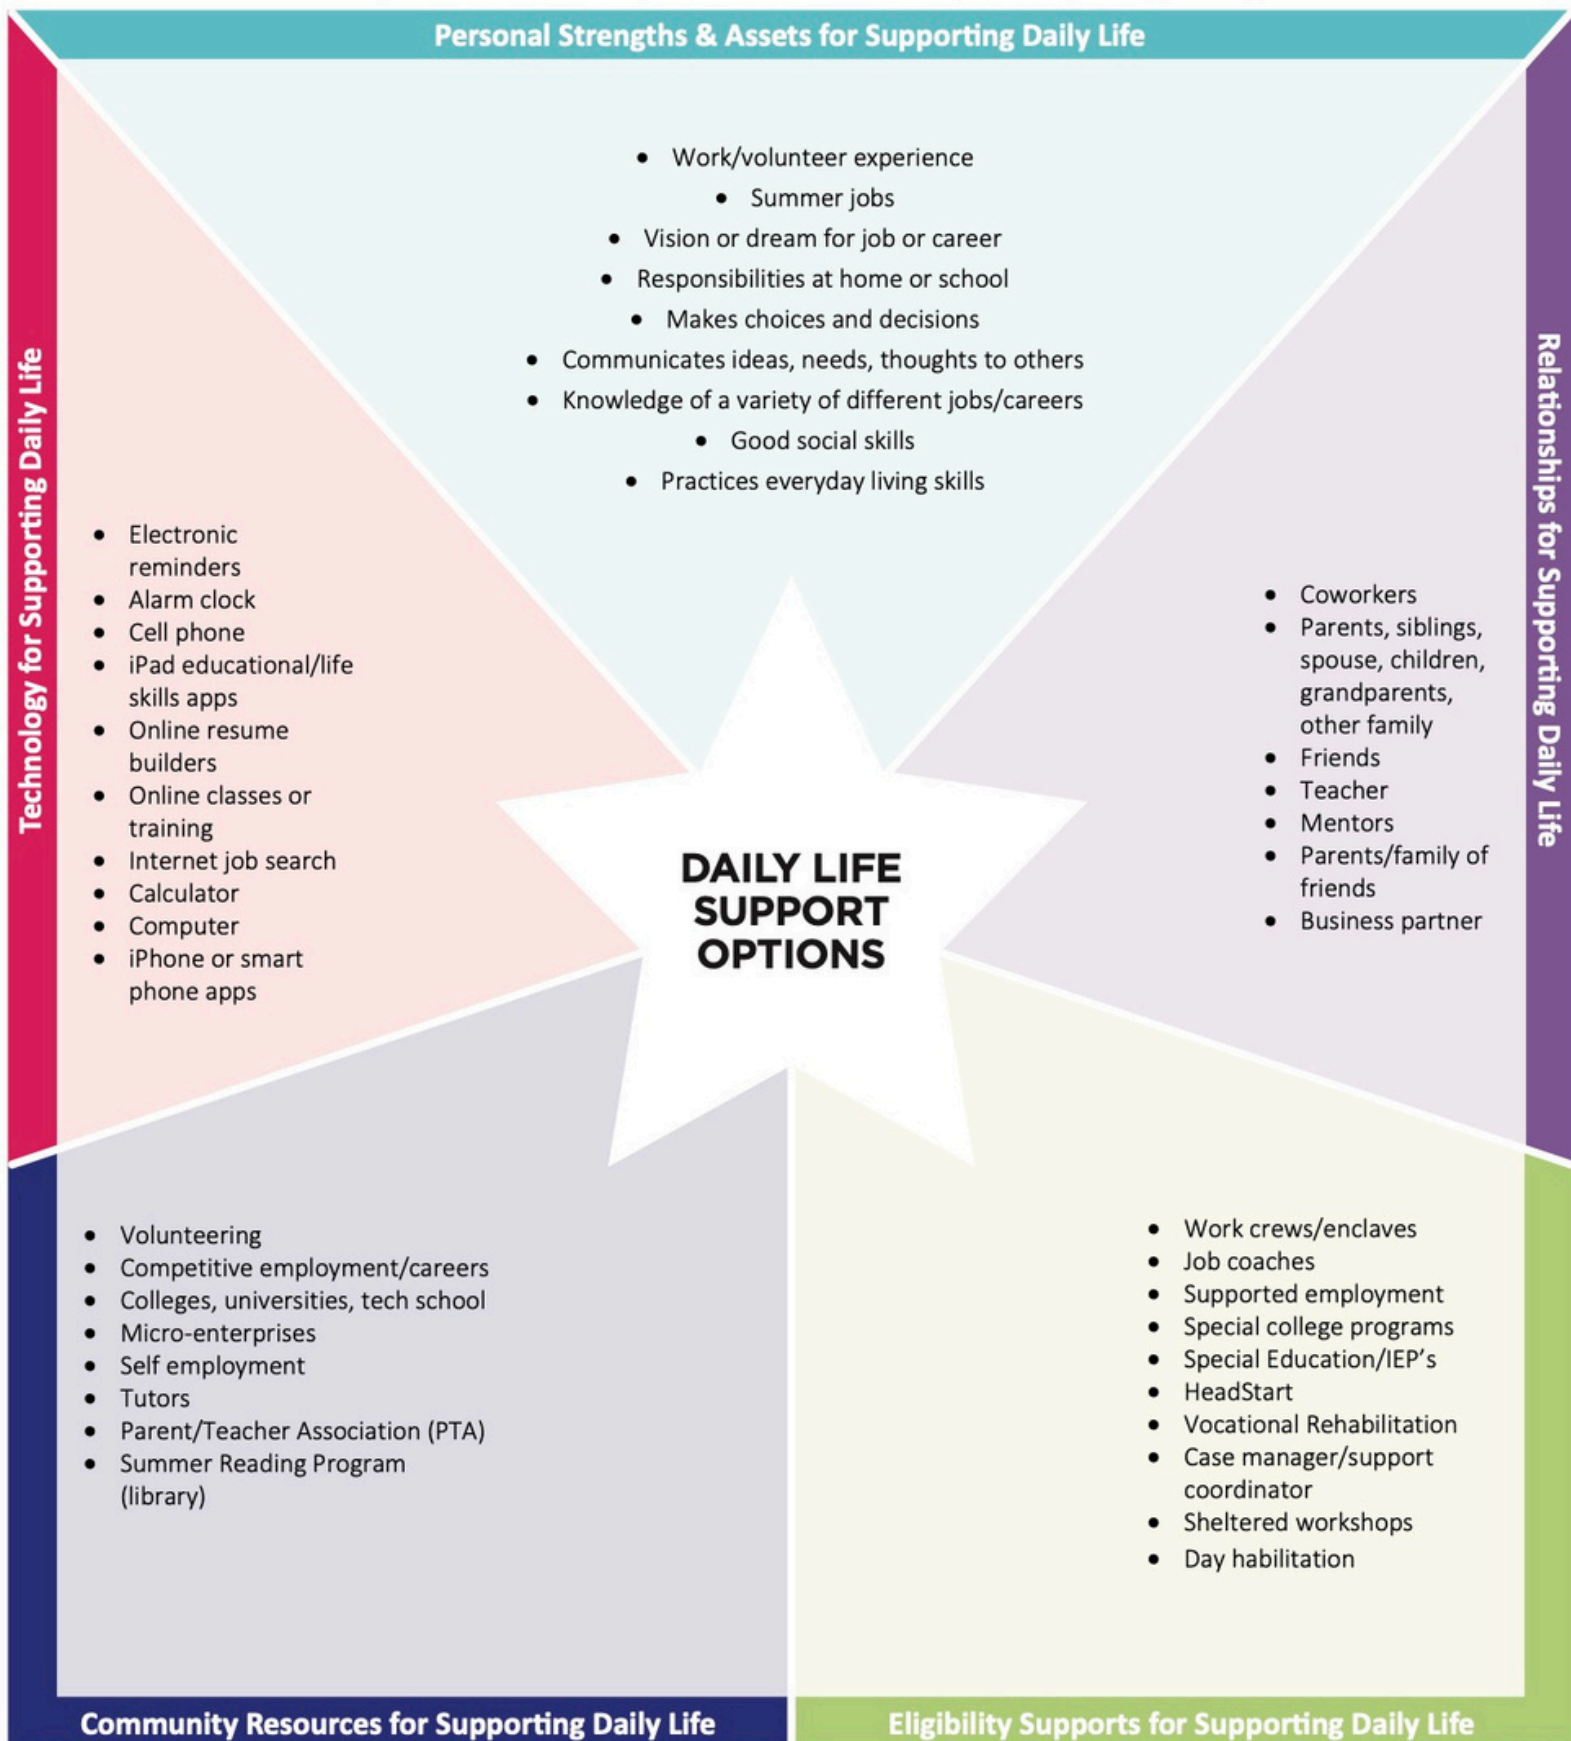 Personal Strengths & Assets for Supporting Daily Life
• Work/volunteer experience
• Summer jobs
• Vision or dream for job or career
• Responsibilities at home or school
• Makes choices and decisions
• Communicates ideas, needs, thoughts to others
• Knowledge of a variety of different jobs/careers
• Good social skills
• Practices everyday living skills
Technology for Supporting Daily Life
• Electronic
reminders
• Alarm clock
• Cell phone
• iPad educational/life
skills apps
• Online resume
builders
• Online classes or
training
• Internet job search
• Calculator
• Computer
• iPhone or smart
phone apps
DAILY LIFE
SUPPORT
OPTIONS
Relationships for Supporting Daily Life
• Coworkers
• Parents, siblings,
spouse, children,
grandparents,
other family
• Friends
• Teacher
• Mentors
• Parents/family of
friends
• Business partner
• Volunteering
• Competitive employment/careers
• Colleges, universities, tech school
• Micro-enterprises
• Self employment
• Tutors
• Parent/Teacher Association (PTA)
• Summer Reading Program
(library)
Community Resources for Supporting Daily Life
• Work crews/enclaves
• Job coaches
• Supported employment
• Special college programs
• Special Education/IEP’s
• HeadStart
• Vocational Rehabilitation
• Case manager/support
coordinator
• Sheltered workshops
• Day habilitation
Eligibility Supports for Supporting Daily Life